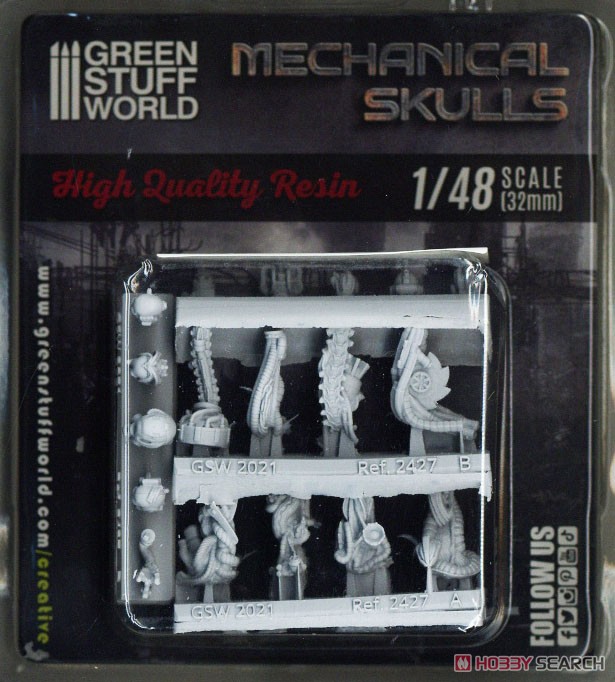 GREEN
STUFF
WORLD
MECHANICAL
SKULLS
High Quality Resin
1/48 SCALE
(32mm)
www.greenstuffworld.com/creative
GSW 2021 Ref. 2427 B
GSW 2021 Ref. 2427 A
FOLLOW US
HOBBY SEARCH